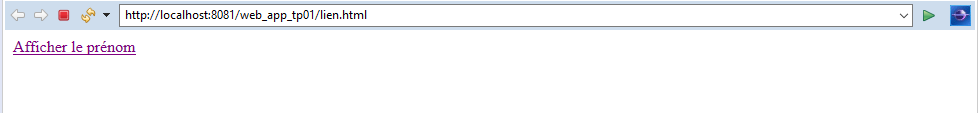 http://localhost:8081/web_app_tp01/lien.html
Afficher le prénom